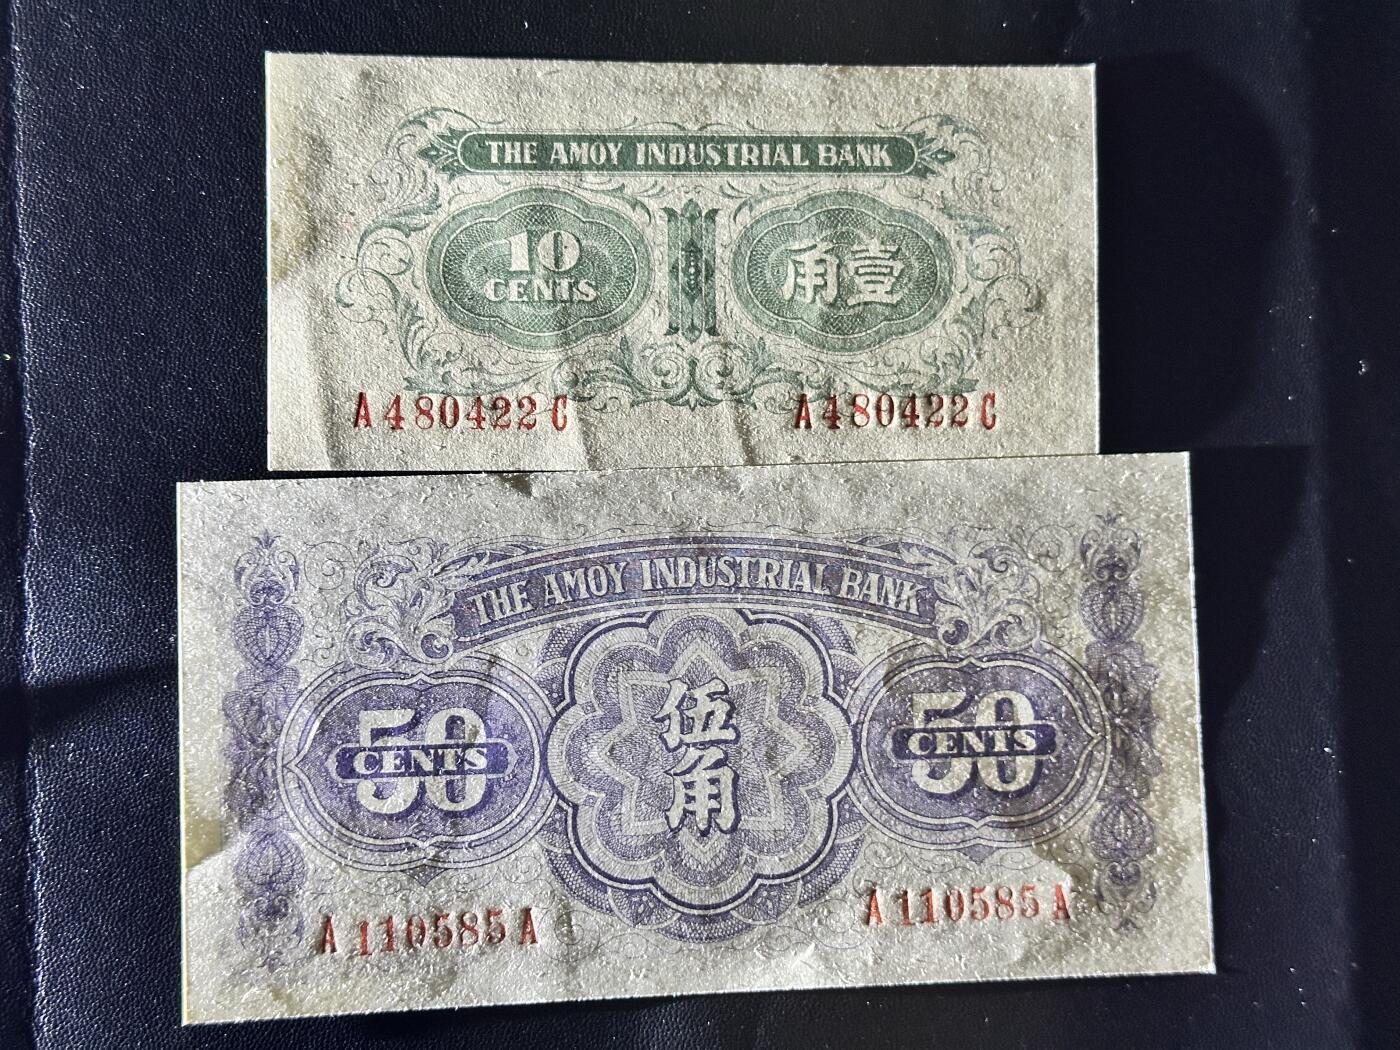 THE AMOY INDUSTRIAL BANK
10
CENTS
角壹
A480422C A480422C
THE AMOY INDUSTRIAL BANK
50
CENTS
伍角
50
CENTS
A110585A A110585A